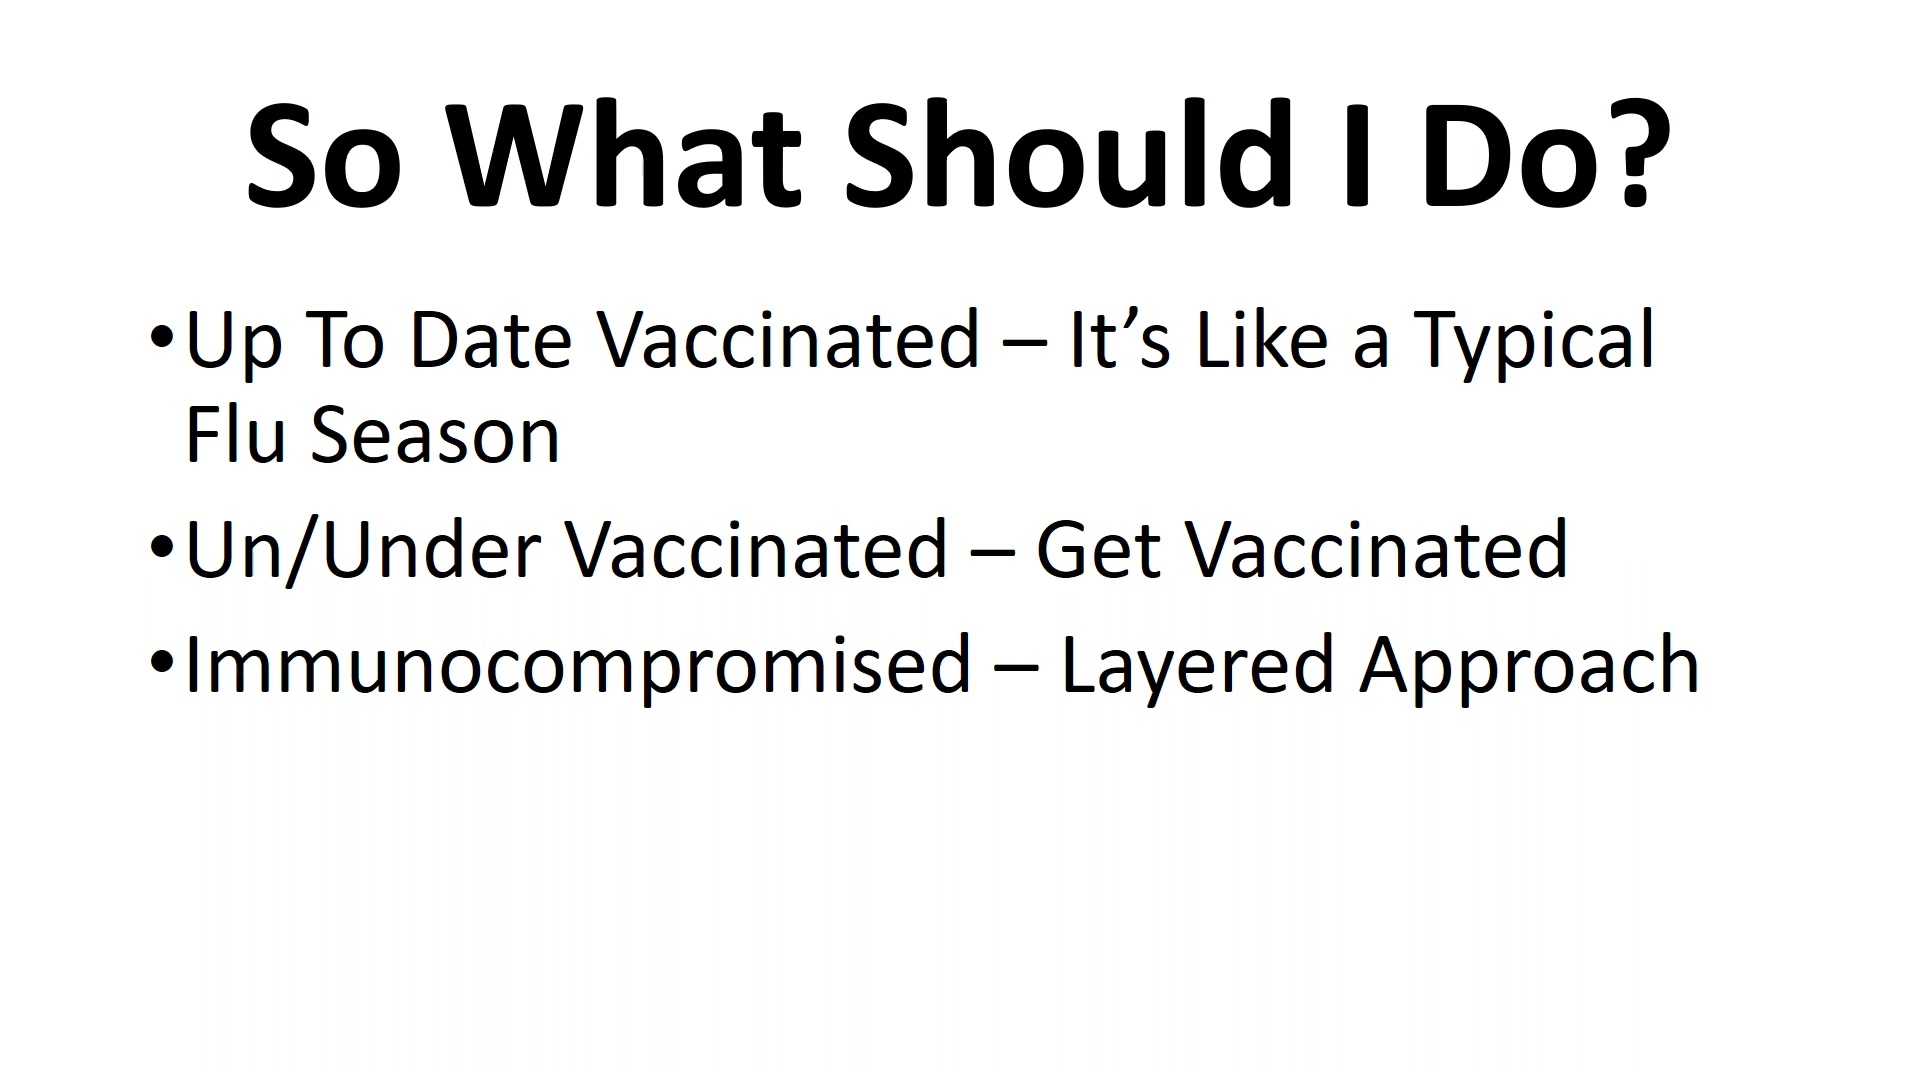 So What Should I Do?
•Up To Date Vaccinated – It’s Like a Typical
Flu Season
•Un/Under Vaccinated – Get Vaccinated
•Immunocompromised – Layered Approach